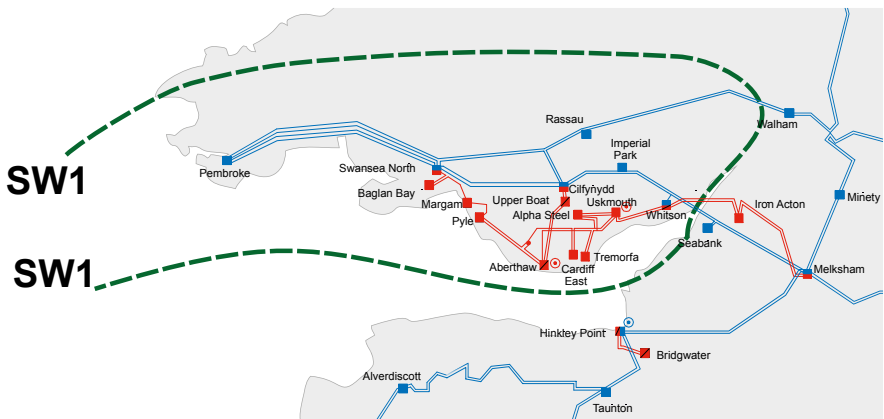 Rassau
Walham
Imperial
Park
SW1
Pembroke
Swansea North
Cilfynydd
Baglan Bay
Upper Boat
Uskmouth
Minety
Margam
Alpha Steel
Whitson
Iron Acton
Pyle
Seabank
SW1
Aberthaw
Cardiff
East
Tremorfa
Melksham
Hinkley Point
Bridgwater
Alverdiscott
Taunton